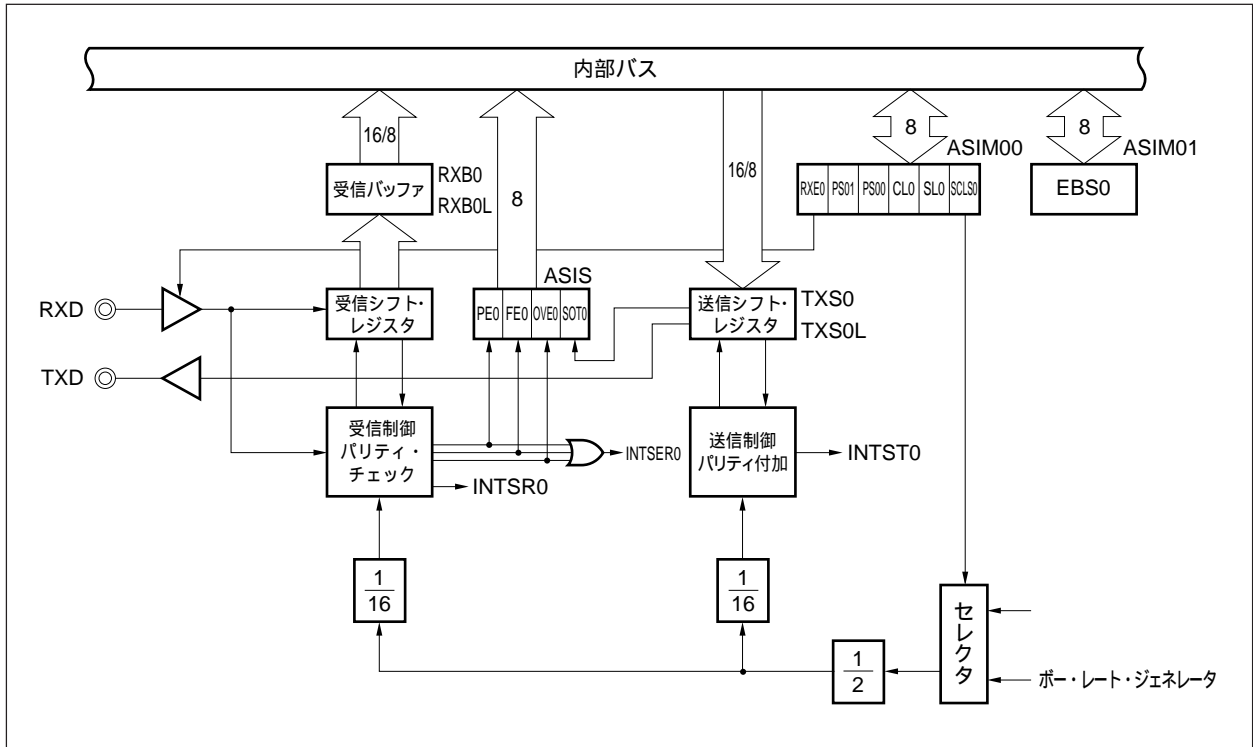 内部バス
16/8
8
16/8
8
ASIM00
8
ASIM01
受信バッファ
RXB0
RXB0L
RXE0 PS01 PS00 CL0 SL0 SCLS0
EBS0
ASIS
RXD
受信シフト・
レジスタ
PE0 FE0 OVE0 SOT0
送信シフト・
レジスタ
TXS0
TXS0L
TXD
受信制御
パリティ・
チェック
INTSER0
INTSR0
送信制御
パリティ付加
INTST0
1
16
1
16
1
2
セレクタ
ボー・レート・ジェネレータ